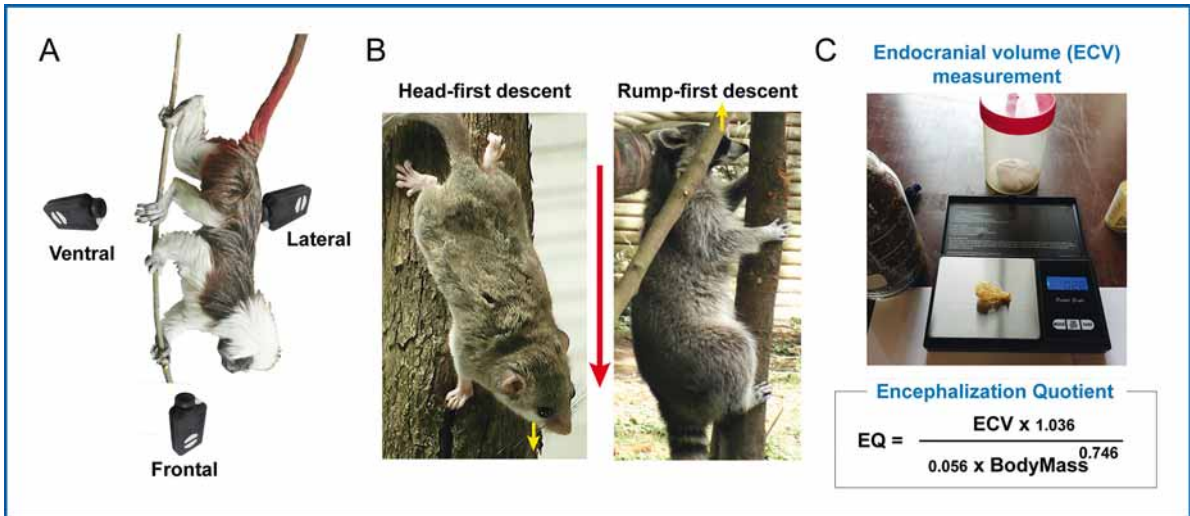 A
Ventral
Lateral
Frontal
B
Head-first descent
Rump-first descent
C
Endocranial volume (ECV)
measurement
Encephalization Quotient
EQ = ECV x 1.036
0.056 x BodyMass^0.746